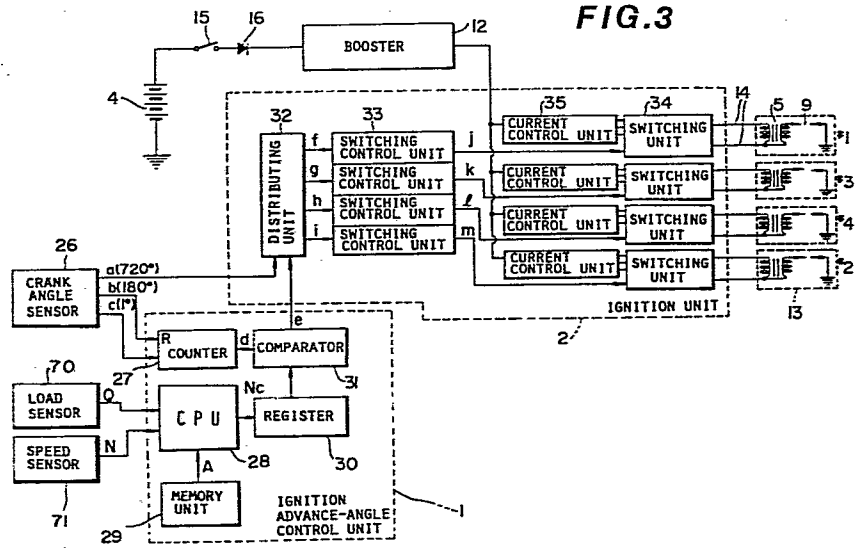 FIG.3
15
16
12
BOOSTER
4
32
33
35
34
14
5
9
DISTRIBUTING
UNIT
f
g
h
i
SWITCHING
CONTROL UNIT
SWITCHING
CONTROL UNIT
SWITCHING
CONTROL UNIT
SWITCHING
CONTROL UNIT
j
k
ℓ
m
CURRENT
CONTROL UNIT
CURRENT
CONTROL UNIT
CURRENT
CONTROL UNIT
CURRENT
CONTROL UNIT
SWITCHING
UNIT
SWITCHING
UNIT
SWITCHING
UNIT
SWITCHING
UNIT
#1
#3
#4
#2
13
IGNITION UNIT
2
26
CRANK
ANGLE
SENSOR
a(720°)
b(180°)
c(1°)
e
R
COUNTER
27
d
COMPARATOR
31
70
LOAD
SENSOR
Q
CPU
28
Nc
REGISTER
30
SPEED
SENSOR
71
N
A
MEMORY
UNIT
29
IGNITION
ADVANCE-ANGLE
CONTROL UNIT
1